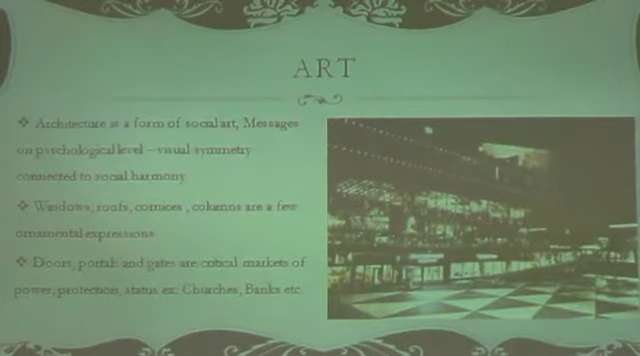 ART
❖ Architecture is a form of social art, Messages
on psychological level – visual symmetry
connected to social harmony
❖ Windows, roofs, cornices , columns are a few
ornamental expressions
❖ Doors, portals and gates are critical markets of
power, protection, status ex: Churches, Banks etc.